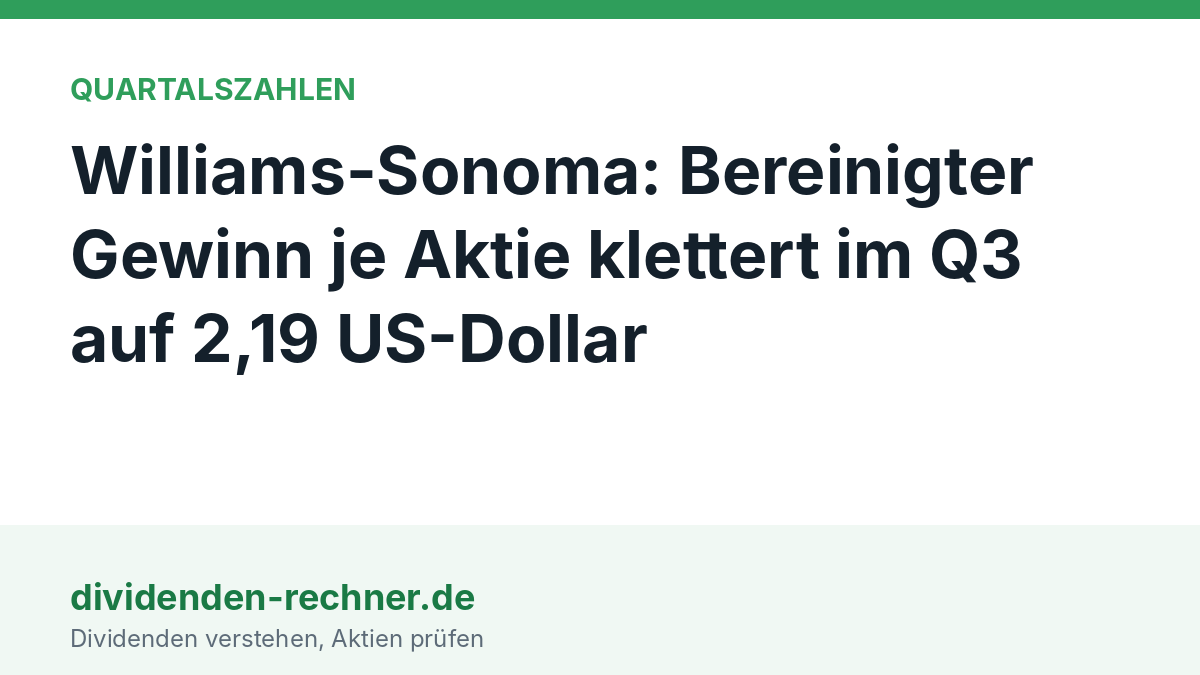 QUARTALSZAHLEN
Williams-Sonoma: Bereinigter
Gewinn je Aktie klettert im Q3
auf 2,19 US-Dollar
dividenden-rechner.de
Dividenden verstehen, Aktien prüfen